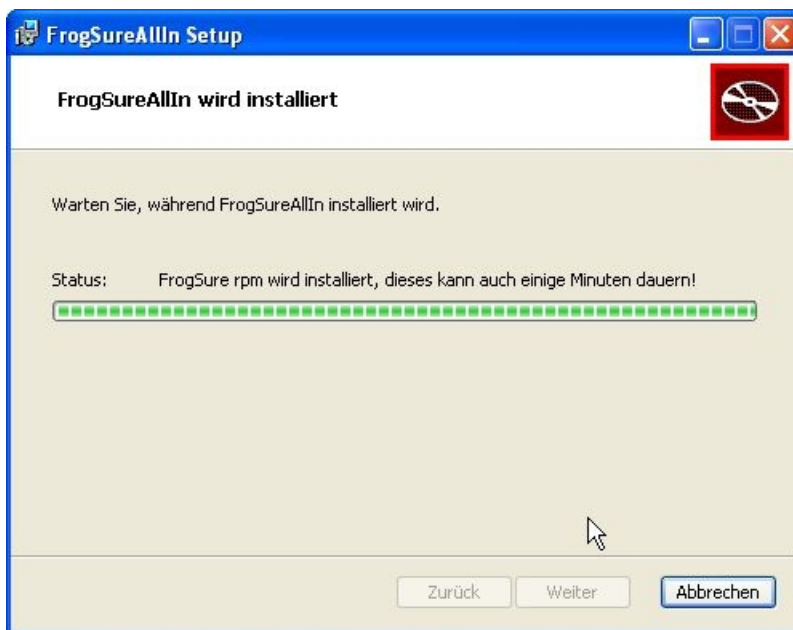 FrogSureAllIn Setup
FrogSureAllIn wird installiert
Warten Sie, während FrogSureAllIn installiert wird.
Status: FrogSure rpm wird installiert, dieses kann auch einige Minuten dauern!
Zurück Weiter Abbrechen